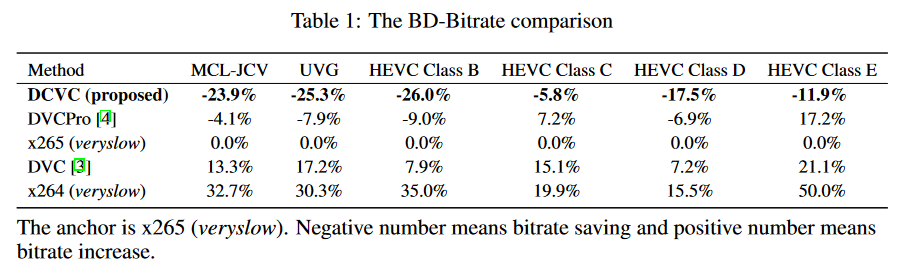 Table 1: The BD-Bitrate comparison
Method MCL-JCV UVG HEVC Class B HEVC Class C HEVC Class D HEVC Class E
DCVC (proposed) -23.9% -25.3% -26.0% -5.8% -17.5% -11.9%
DVCPro [4] -4.1% -7.9% -9.0% 7.2% -6.9% 17.2%
x265 (veryslow) 0.0% 0.0% 0.0% 0.0% 0.0% 0.0%
DVC [3] 13.3% 17.2% 7.9% 15.1% 7.2% 21.1%
x264 (veryslow) 32.7% 30.3% 35.0% 19.9% 15.5% 50.0%
The anchor is x265 (veryslow). Negative number means bitrate saving and positive number means
bitrate increase.